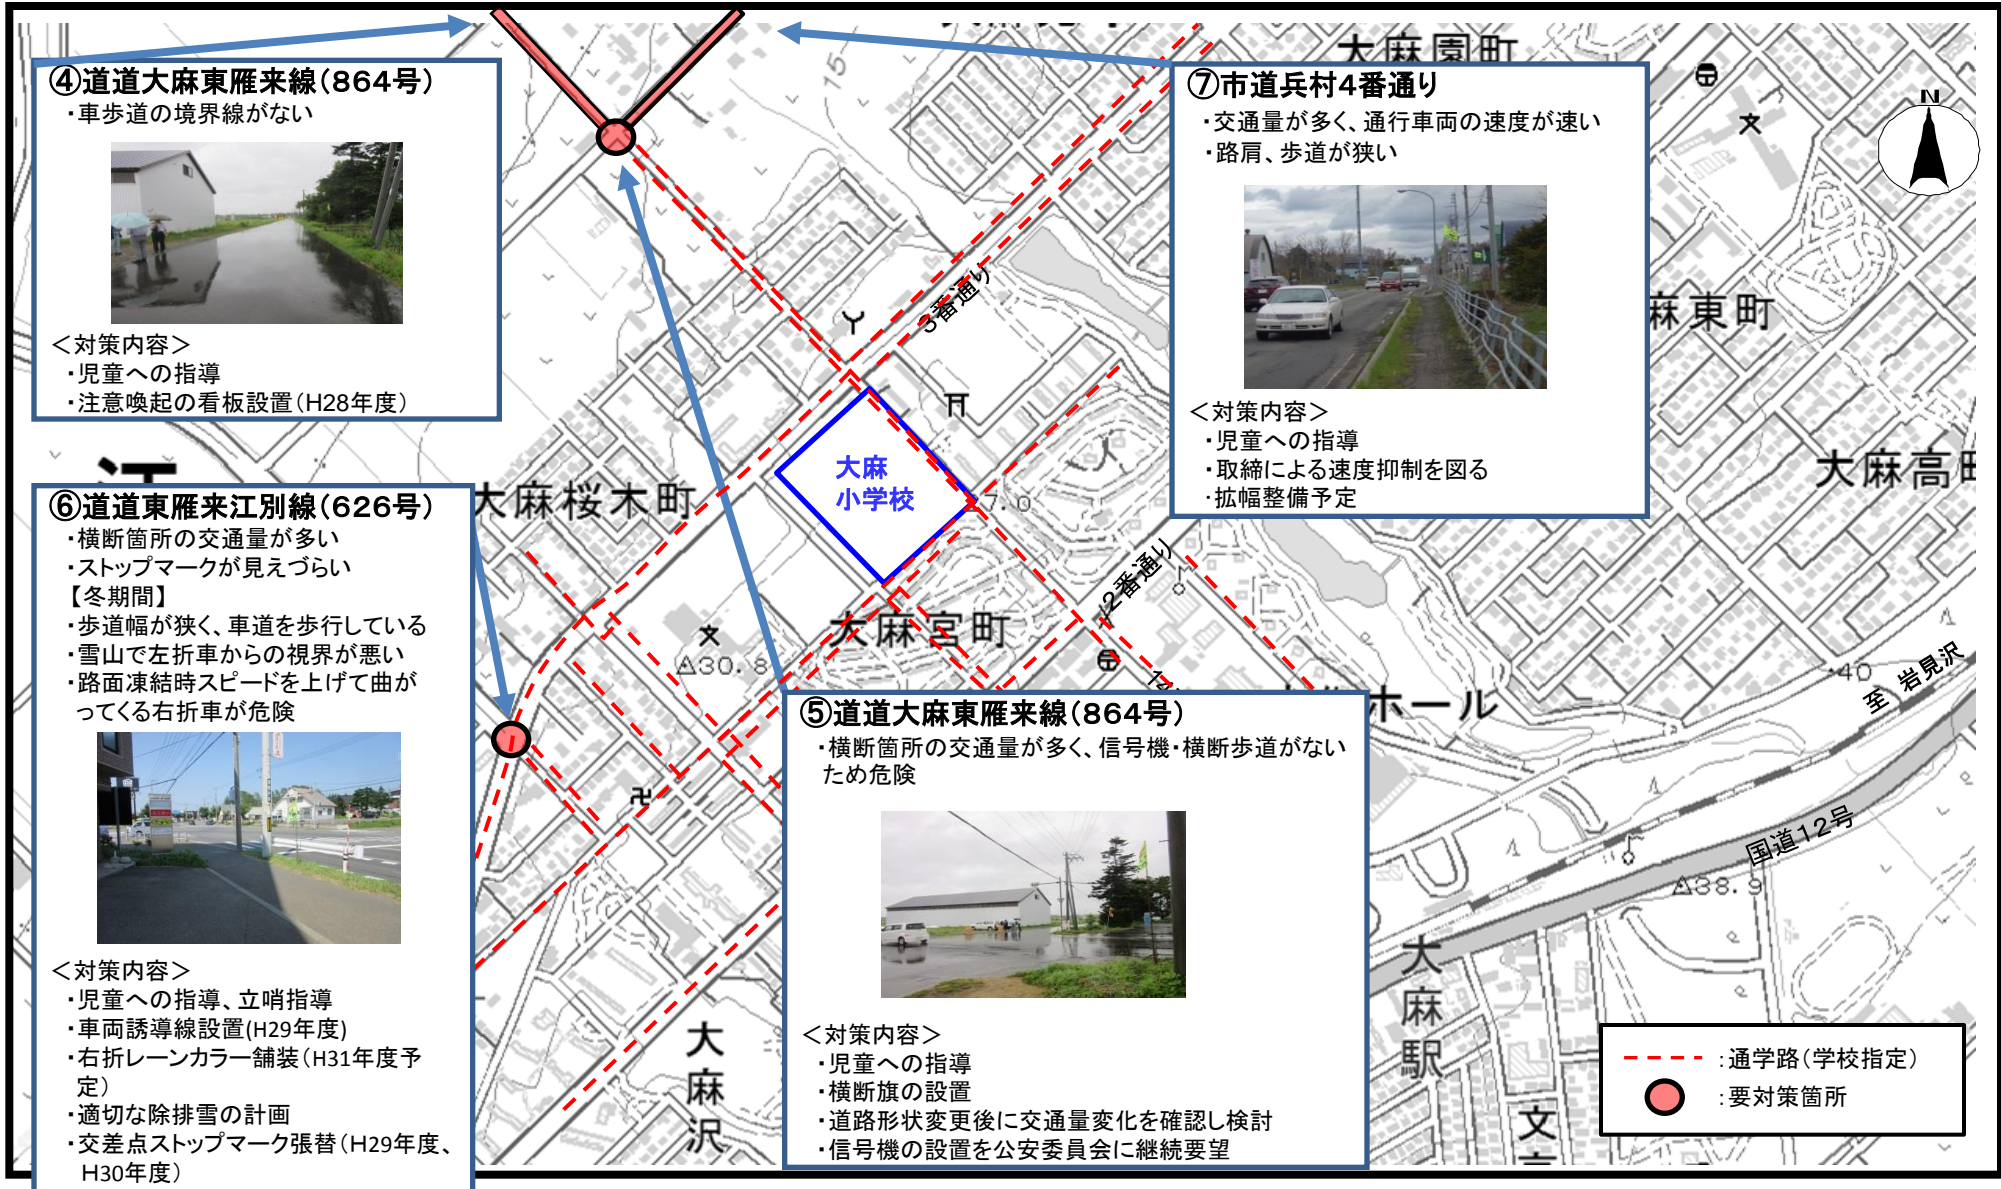 ④道道大麻東雁来線(864号)
・車歩道の境界線がない
＜対策内容＞
・児童への指導
・注意喚起の看板設置(H28年度)
⑦市道兵村4番通り
・交通量が多く、通行車両の速度が速い
・路肩、歩道が狭い
＜対策内容＞
・児童への指導
・取締による速度抑制を図る
・拡幅整備予定
⑥道道東雁来江別線(626号)
・横断箇所の交通量が多い
・ストップマークが見えづらい
【冬期間】
・歩道幅が狭く、車道を歩行している
・雪山で左折車からの視界が悪い
・路面凍結時スピードを上げて曲が
ってくる右折車が危険
＜対策内容＞
・児童への指導、立哨指導
・車両誘導線設置(H29年度)
・右折レーンカラー舗装(H31年度予
定)
・適切な除排雪の計画
・交差点ストップマーク張替(H29年度、
H30年度)
⑤道道大麻東雁来線(864号)
・横断箇所の交通量が多く、信号機・横断歩道がない
ため危険
＜対策内容＞
・児童への指導
・横断旗の設置
・道路形状変更後に交通量変化を確認し検討
・信号機の設置を公安委員会に継続要望
大麻園町
15
N
文
3番通り
麻東町
大麻高
大麻桜木町
大麻
小学校
27.0
2番通り
大麻宮町
文
△30.8
ホール
40
至 岩見沢
国道12号
△38.9
大麻駅
大麻沢
文
:通学路(学校指定)
:要対策箇所